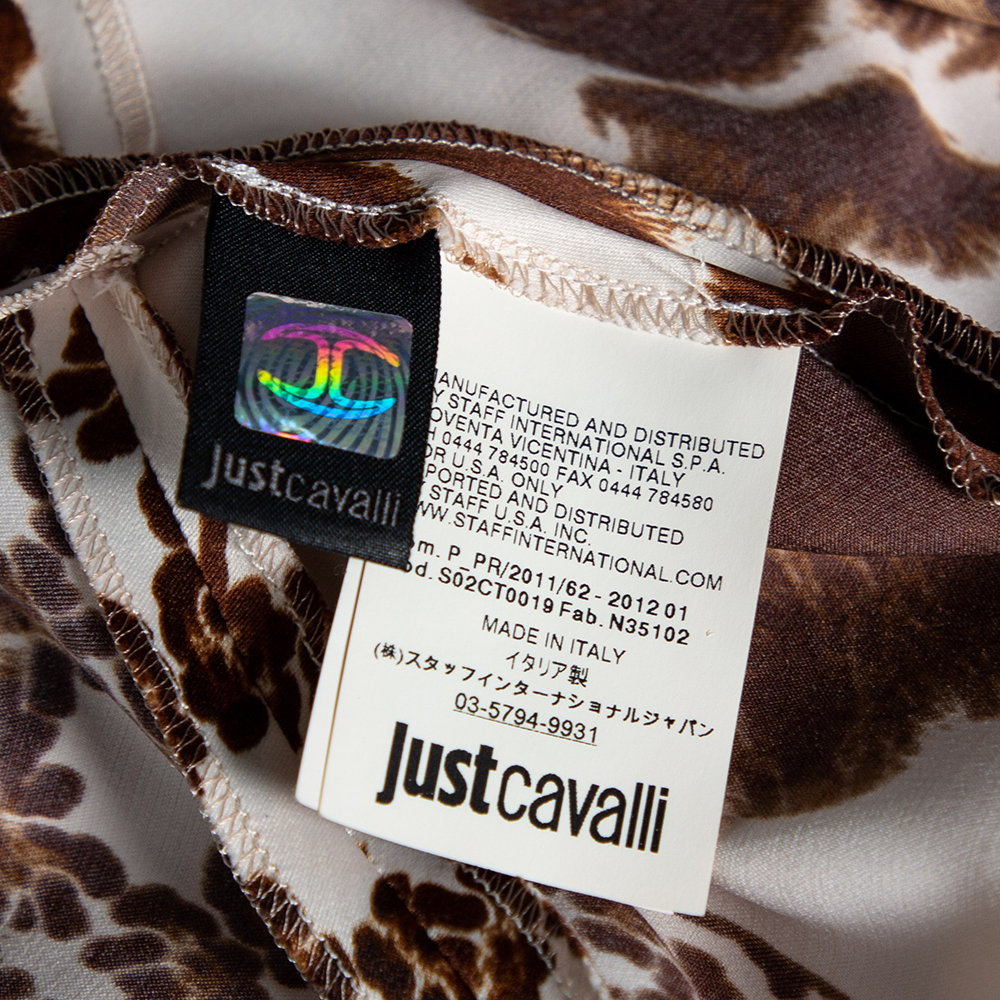 JC
justcavalli
ANUFACTURED AND DISTRIBUTED
Y STAFF INTERNATIONAL S.P.A.
OVENTA VICENTINA - ITALY
H 0444 784500 FAX 0444 784580
OR U.S.A. ONLY
PORTED AND DISTRIBUTED
STAFF U.S.A. INC.
WW.STAFFINTERNATIONAL.COM
m. P_PR/2011/62 - 2012 01
od. S02CT0019 Fab. N35102
MADE IN ITALY
イタリア製
(株)スタッフインターナショナルジャパン
03-5794-9931
justcavalli